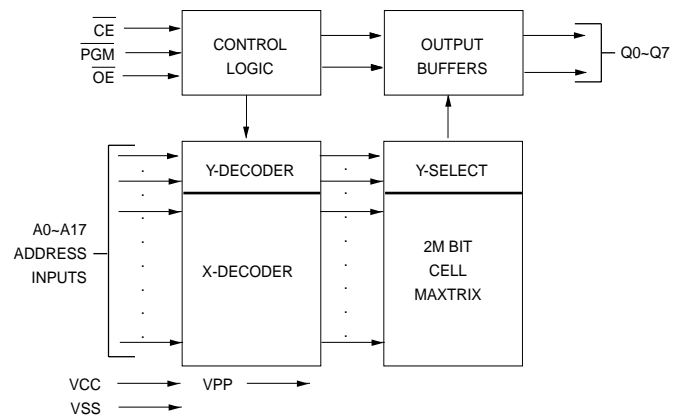 CE
PGM
OE
CONTROL
LOGIC
OUTPUT
BUFFERS
Q0~Q7
A0~A17
ADDRESS
INPUTS
Y-DECODER
X-DECODER
Y-SELECT
2M BIT
CELL
MAXTRIX
VCC
VPP
VSS